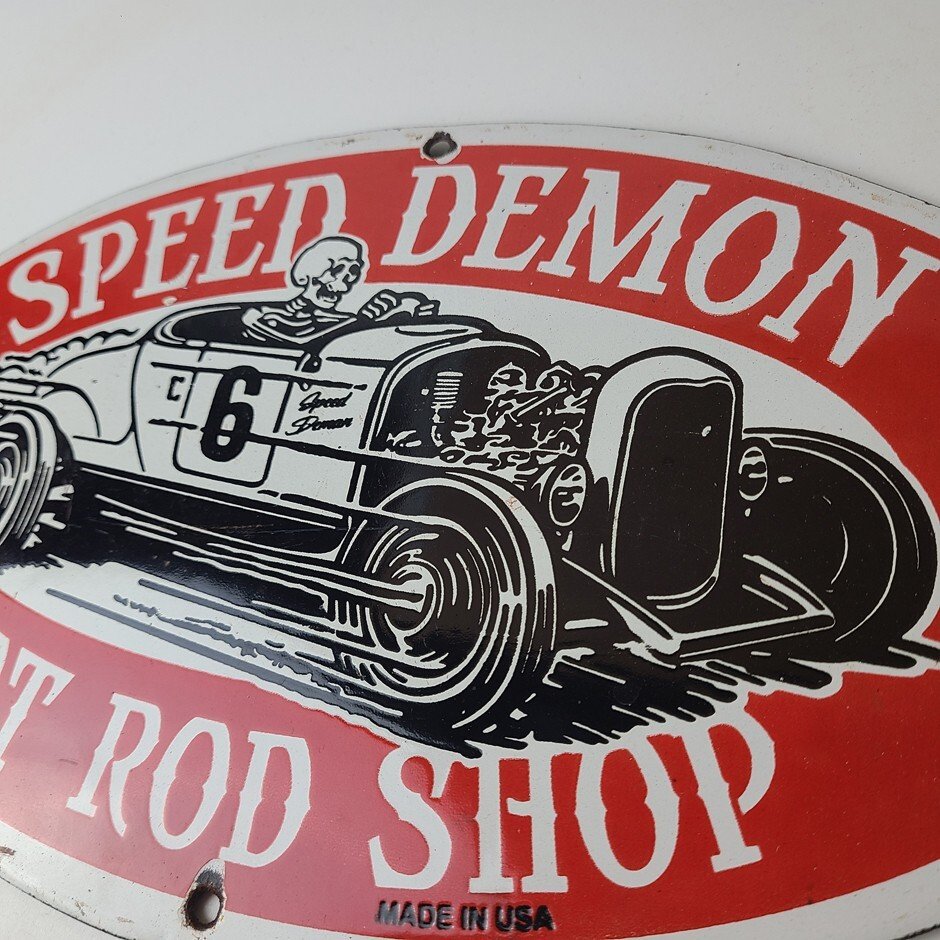 SPEED DEMON
C 6 Speed
Demon
T ROD SHOP
MADE IN USA